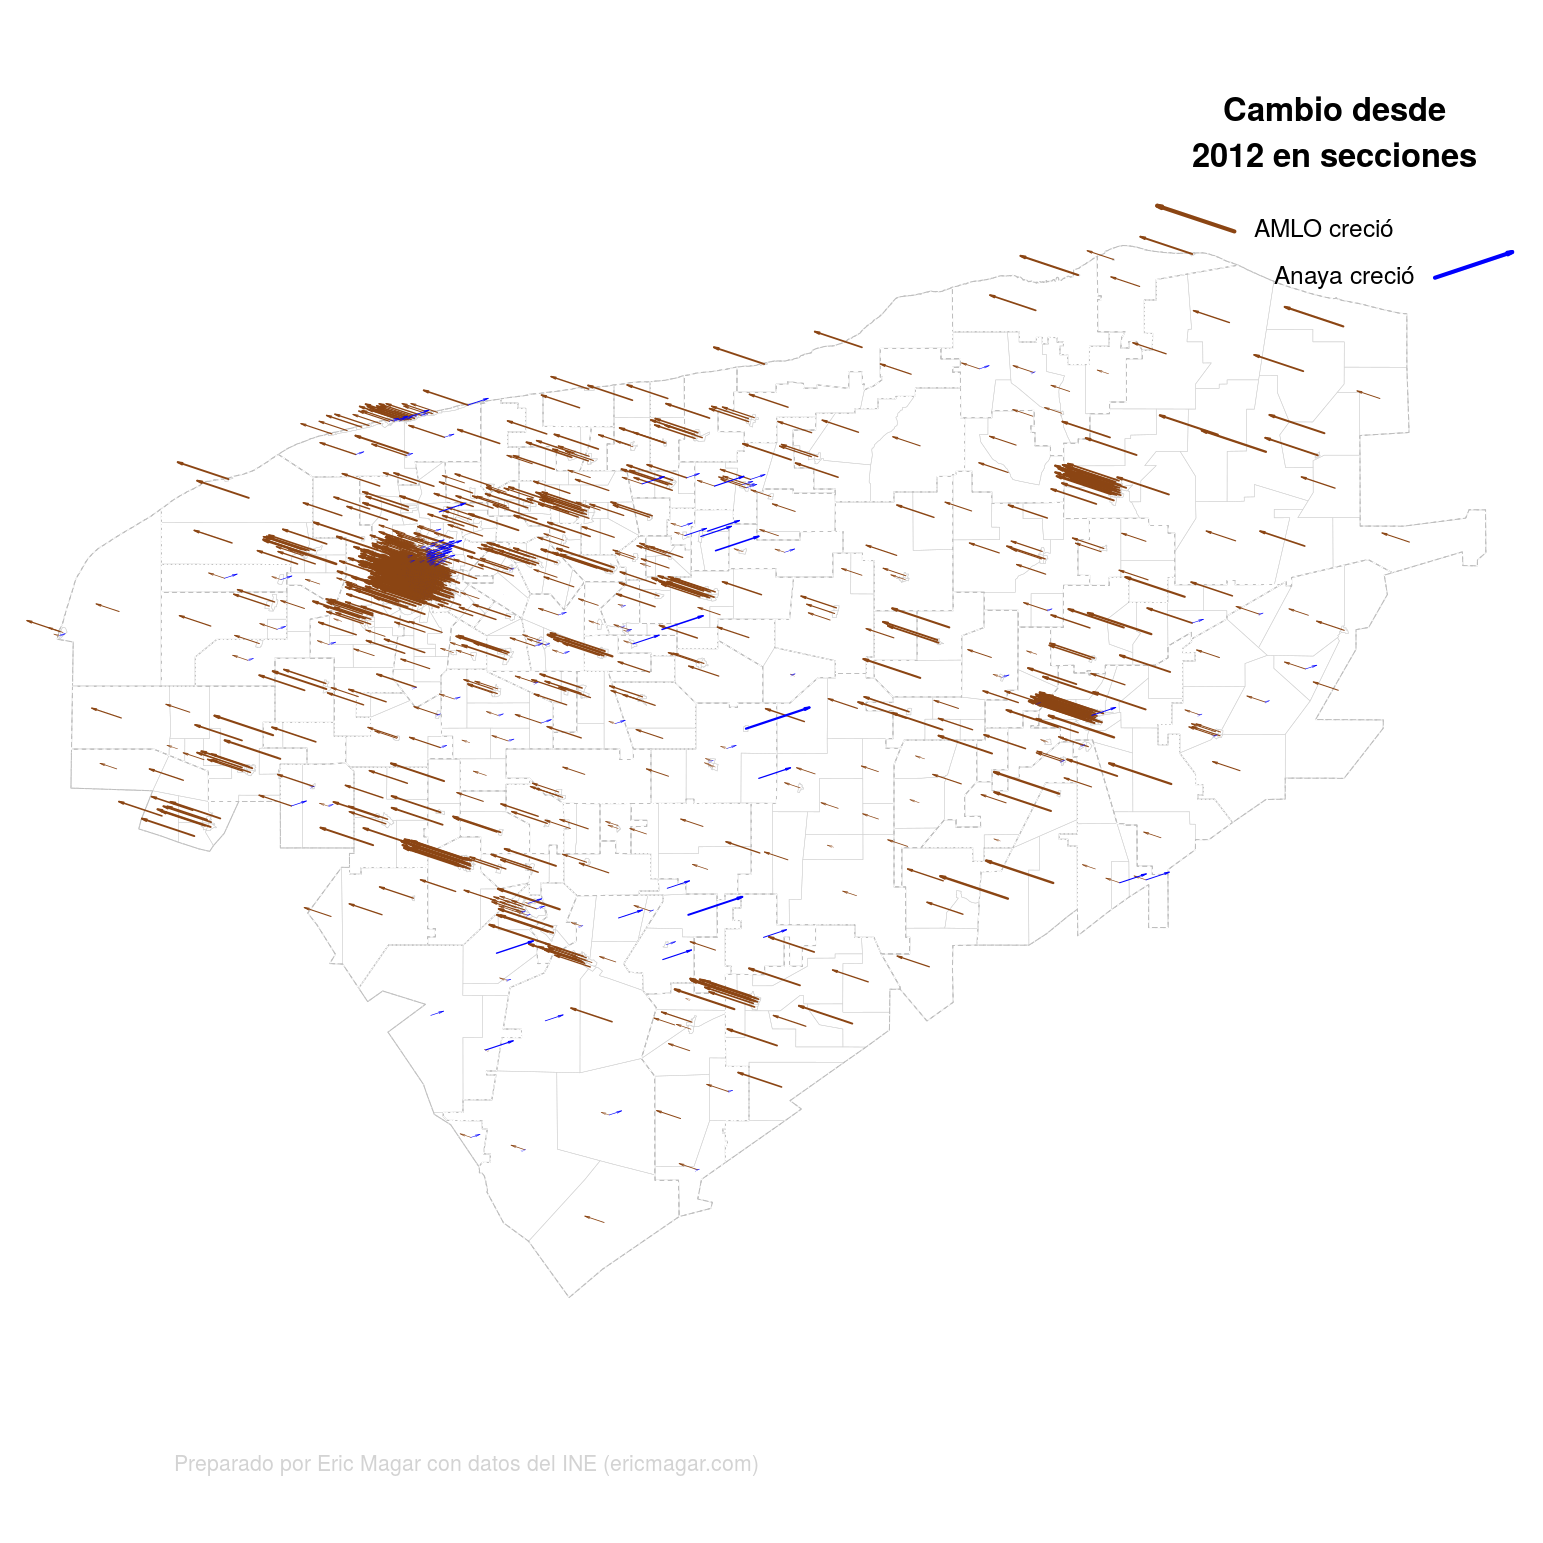 Cambio desde
2012 en secciones
AMLO creció
Anaya creció
Preparado por Eric Magar con datos del INE (ericmagar.com)